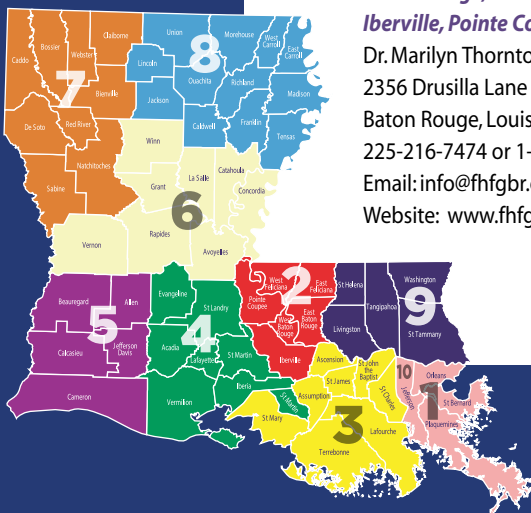 Iberville, Pointe
Dr. Marilyn
2356 Drusilla Lane
Baton Rouge,
225-216-7474 or
Email: info@fhfgbr.
Website: www.
Caddo
Bossier
Webster
Claiborne
7
Bienville
De Soto
Red River
Natchitoches
Sabine
Union
Morehouse
West
Carroll
East
Carroll
Lincoln
8
Ouachita
Richland
Madison
Jackson
Caldwell
Franklin
Tensas
Winn
Grant
La Salle
Catahoula
Concordia
6
Vernon
Rapides
Avoyelles
Beauregard
Allen
5
Calcasieu
Jefferson
Davis
Cameron
Evangeline
St Landry
4
Acadia
Lafayette
St Martin
Vermilion
Iberia
St Martin
West
Feliciana
East
Feliciana
2
Pointe
Coupee
West
Baton
Rouge
East
Baton
Rouge
Iberville
St Helena
Tangipahoa
Washington
9
Livingston
St Tammany
Ascension
St John
the
Baptist
St James
Assumption
St Charles
St Mary
3
Lafourche
Terrebonne
10
Jefferson
Orleans
1
St Bernard
Plaquemines